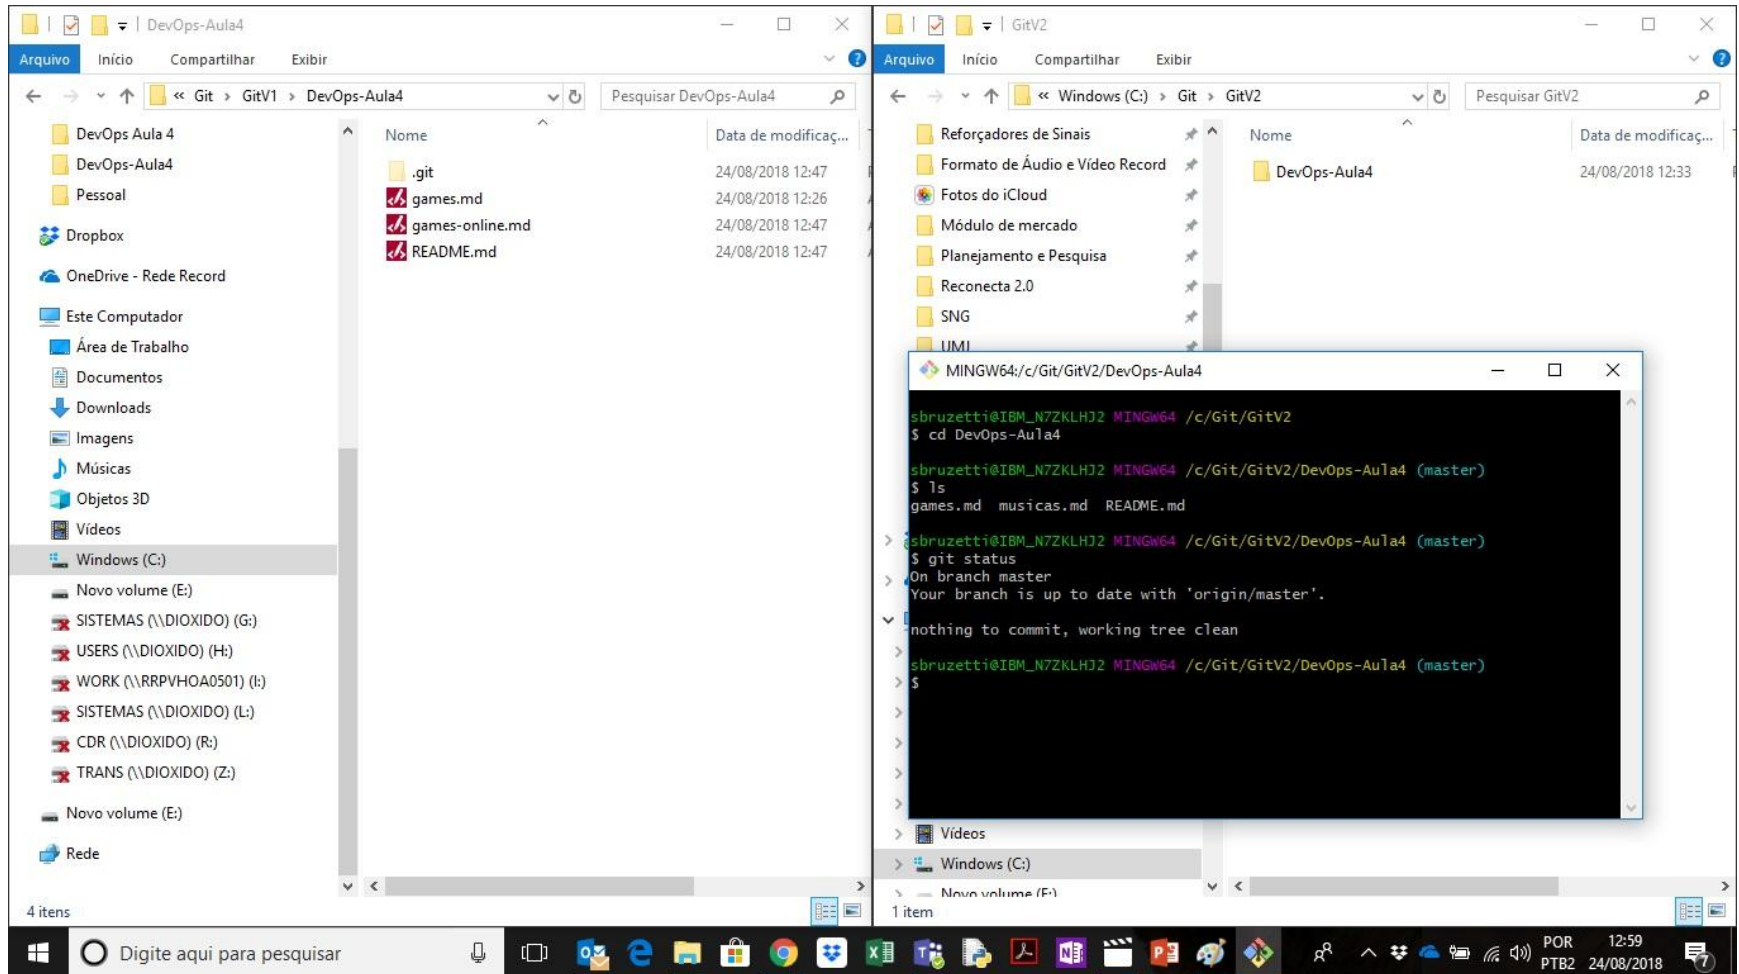 DevOps-Aula4
Arquivo Início Compartilhar Exibir
« Git › GitV1 › DevOps-Aula4
Pesquisar DevOps-Aula4
DevOps Aula 4
DevOps-Aula4
Pessoal
Dropbox
OneDrive - Rede Record
Este Computador
Área de Trabalho
Documentos
Downloads
Imagens
Músicas
Objetos 3D
Vídeos
Windows (C:)
Novo volume (E:)
SISTEMAS (\\DIOXIDO) (G:)
USERS (\\DIOXIDO) (H:)
WORK (\\RRPVHOA0501) (I:)
SISTEMAS (\\DIOXIDO) (L:)
CDR (\\DIOXIDO) (R:)
TRANS (\\DIOXIDO) (Z:)
Novo volume (E:)
Rede
Nome Data de modificaç...
.git 24/08/2018 12:47
games.md 24/08/2018 12:26
games-online.md 24/08/2018 12:47
README.md 24/08/2018 12:47
4 itens
GitV2
Arquivo Início Compartilhar Exibir
« Windows (C:) › Git › GitV2
Pesquisar GitV2
Reforçadores de Sinais
Formato de Áudio e Vídeo Record
Fotos do iCloud
Módulo de mercado
Planejamento e Pesquisa
Reconecta 2.0
SNG
UMJ
Nome Data de modificaç...
DevOps-Aula4 24/08/2018 12:33
MINGW64:/c/Git/GitV2/DevOps-Aula4
sbruzetti@IBM_N7ZKLHJ2 MINGW64 /c/Git/GitV2
$ cd DevOps-Aula4
sbruzetti@IBM_N7ZKLHJ2 MINGW64 /c/Git/GitV2/DevOps-Aula4 (master)
$ ls
games.md musicas.md README.md
sbruzetti@IBM_N7ZKLHJ2 MINGW64 /c/Git/GitV2/DevOps-Aula4 (master)
$ git status
On branch master
Your branch is up to date with 'origin/master'.
nothing to commit, working tree clean
sbruzetti@IBM_N7ZKLHJ2 MINGW64 /c/Git/GitV2/DevOps-Aula4 (master)
$
Vídeos
Windows (C:)
Novo volume (E:)
1 item
Digite aqui para pesquisar
POR
PTB2
12:59
24/08/2018
7